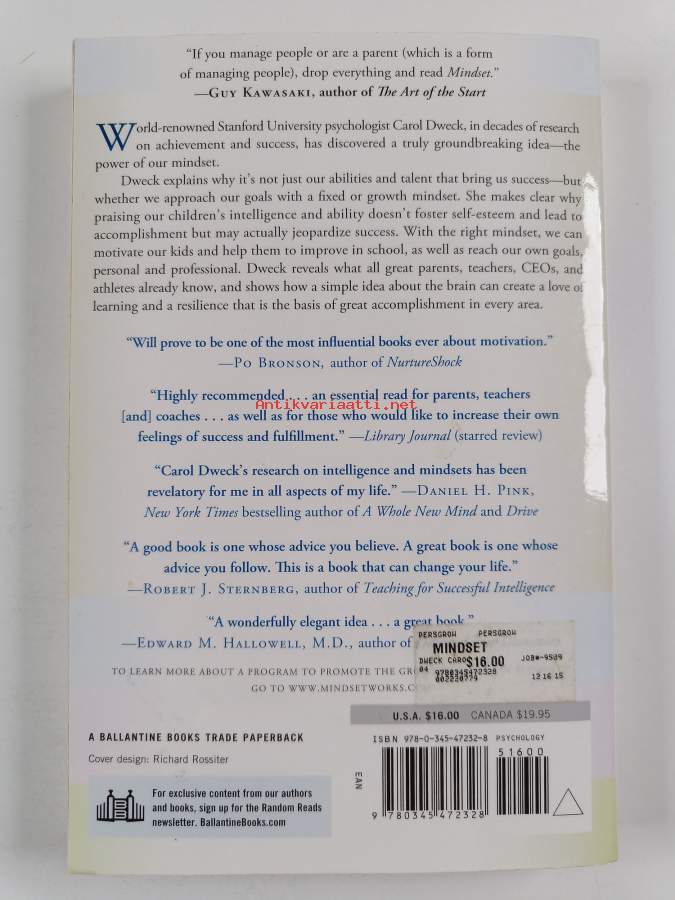 “If you manage people or are a parent (which is a form
of managing people), drop everything and read Mindset.”
—GUY KAWASAKI, author of The Art of the Start
World-renowned Stanford University psychologist Carol Dweck, in decades of research
on achievement and success, has discovered a truly groundbreaking idea—the
power of our mindset.
Dweck explains why it’s not just our abilities and talent that bring us success—but
whether we approach our goals with a fixed or growth mindset. She makes clear why
praising our children’s intelligence and ability doesn’t foster self-esteem and lead to
accomplishment but may actually jeopardize success. With the right mindset, we can
motivate our kids and help them to improve in school, as well as reach our own goals,
personal and professional. Dweck reveals what all great parents, teachers, CEOs, and
athletes already know, and shows how a simple idea about the brain can create a love of
learning and a resilience that is the basis of great accomplishment in every area.
“Will prove to be one of the most influential books ever about motivation.”
—PO BRONSON, author of NurtureShock
“Highly recommended . . . an essential read for parents, teachers
Antikvariaatti.net
[and] coaches . . . as well as for those who would like to increase their own
feelings of success and fulfillment.” —Library Journal (starred review)
“Carol Dweck’s research on intelligence and mindsets has been
revelatory for me in all aspects of my life.” —DANIEL H. PINK,
New York Times bestselling author of A Whole New Mind and Drive
“A good book is one whose advice you believe. A great book is one whose
advice you follow. This is a book that can change your life.”
—ROBERT J. STERNBERG, author of Teaching for Successful Intelligence
“A wonderfully elegant idea . . . a great book.”
—EDWARD M. HALLOWELL, M.D., author of
PERSGROW PERSGROW
MINDSET
DWECK CARO $16.00 JOB#-9509
04 9780345472328 12 16 15
TO LEARN MORE ABOUT A PROGRAM TO PROMOTE THE
GO TO WWW.MINDSETWORKS.
U.S.A. $16.00 CANADA $19.95
A BALLANTINE BOOKS TRADE PAPERBACK
Cover design: Richard Rossiter
ISBN 978-0-345-47232-8 PSYCHOLOGY
51600
EAN
9 780345 472328
For exclusive content from our authors
and books, sign up for the Random Reads
newsletter. BallantineBooks.com